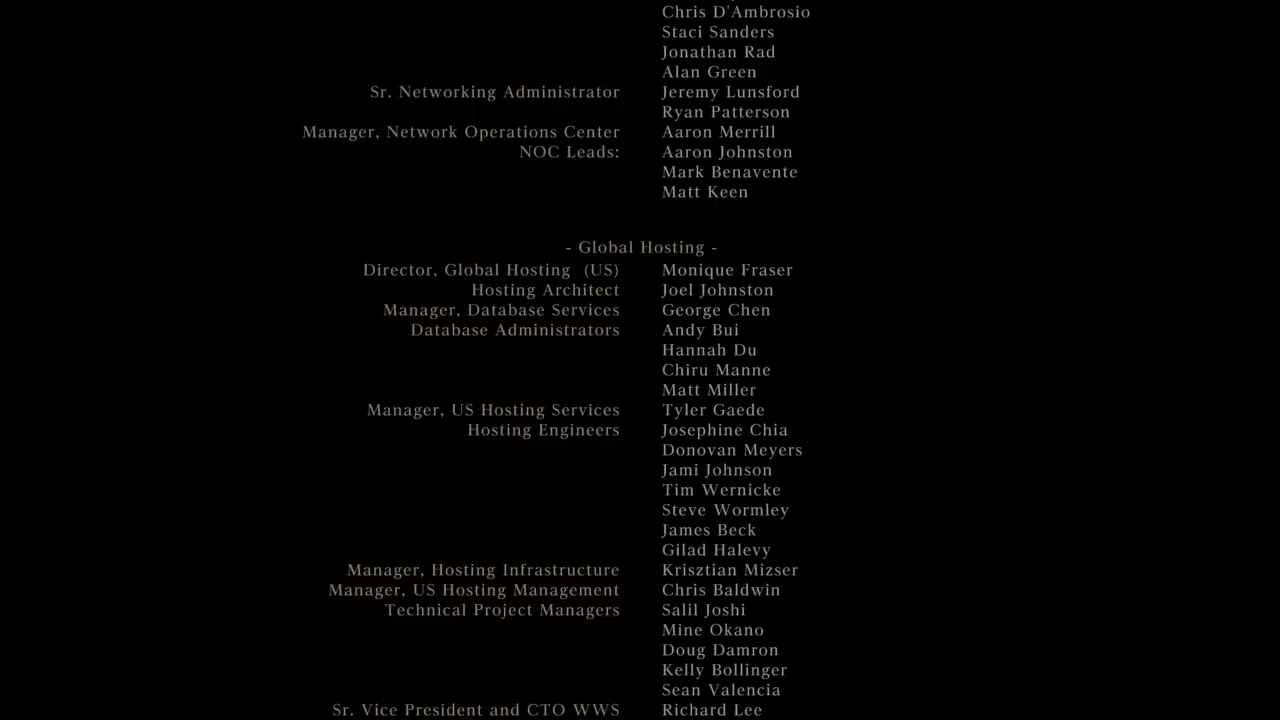 Chris D'Ambrosio
Staci Sanders
Jonathan Rad
Alan Green
Sr. Networking Administrator Jeremy Lunsford
Ryan Patterson
Manager, Network Operations Center Aaron Merrill
NOC Leads: Aaron Johnston
Mark Benavente
Matt Keen
- Global Hosting -
Director, Global Hosting (US) Monique Fraser
Hosting Architect Joel Johnston
Manager, Database Services George Chen
Database Administrators Andy Bui
Hannah Du
Chiru Manne
Matt Miller
Manager, US Hosting Services Tyler Gaede
Hosting Engineers Josephine Chia
Donovan Meyers
Jami Johnson
Tim Wernicke
Steve Wormley
James Beck
Gilad Halevy
Manager, Hosting Infrastructure Krisztian Mizser
Manager, US Hosting Management Chris Baldwin
Technical Project Managers Salil Joshi
Mine Okano
Doug Damron
Kelly Bollinger
Sean Valencia
Sr. Vice President and CTO WWS Richard Lee